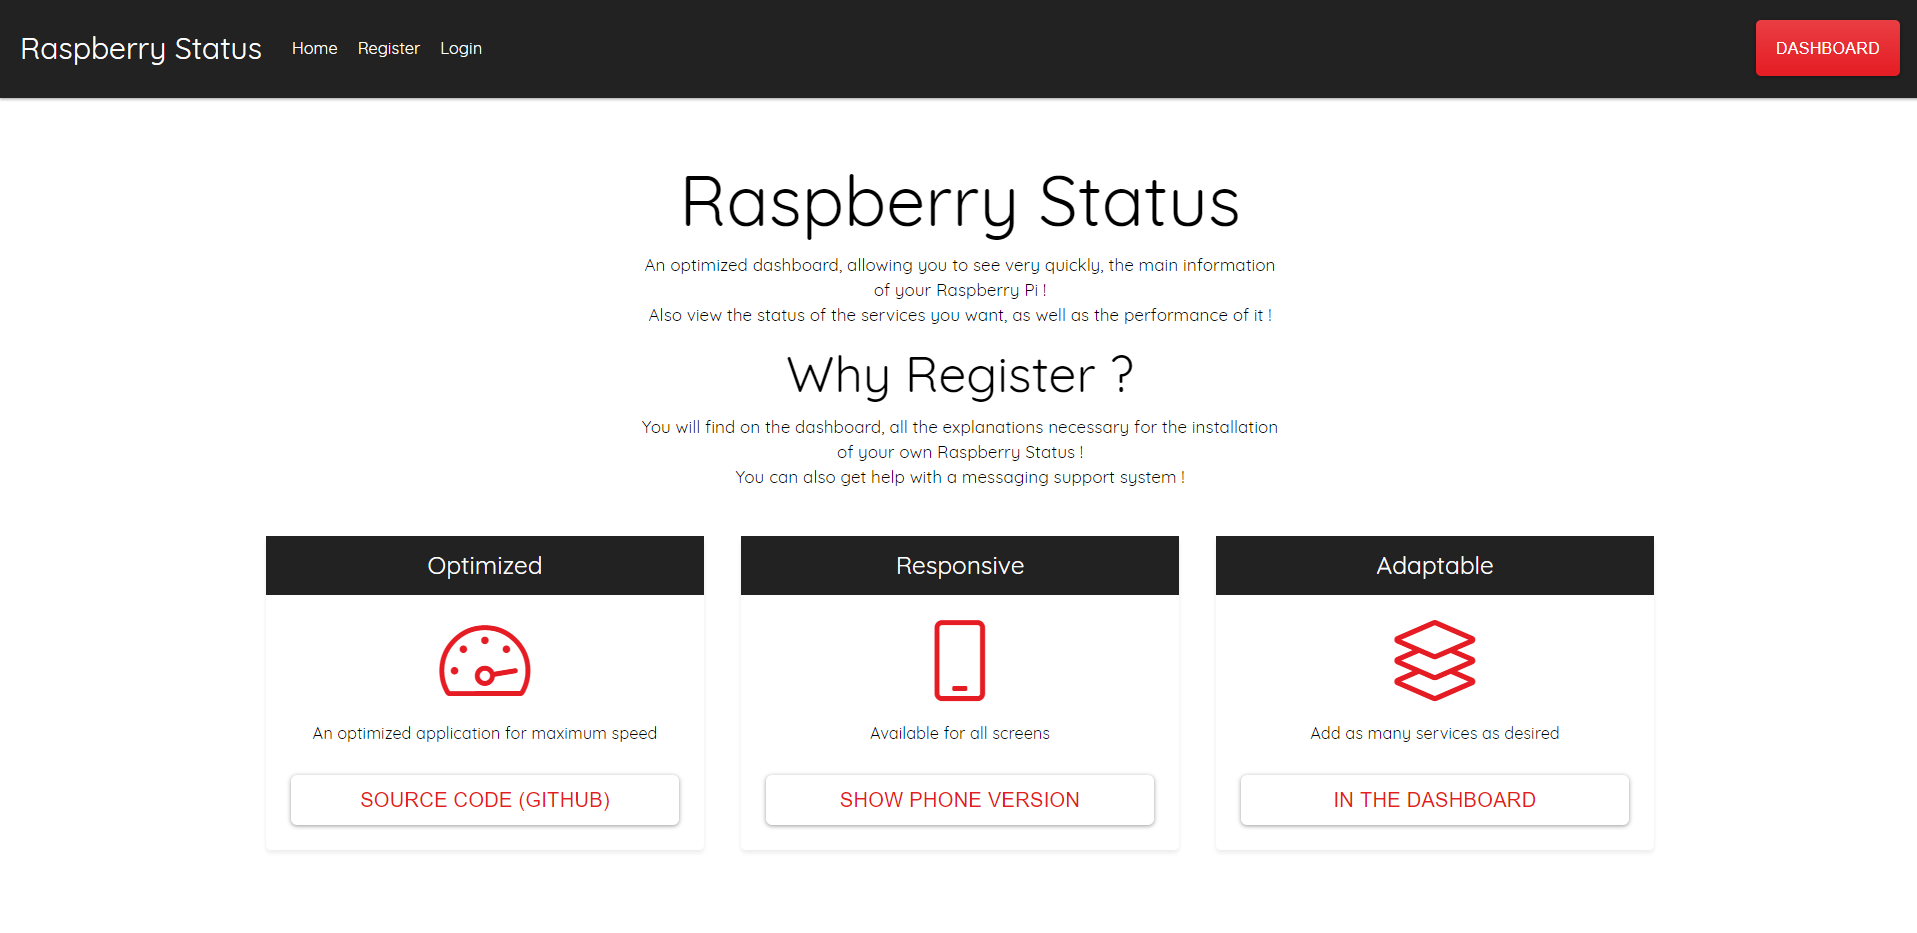 Raspberry Status
Home
Register
Login
DASHBOARD
Raspberry Status
An optimized dashboard, allowing you to see very quickly, the main information
of your Raspberry Pi !
Also view the status of the services you want, as well as the performance of it !
Why Register ?
You will find on the dashboard, all the explanations necessary for the installation
of your own Raspberry Status !
You can also get help with a messaging support system !
Optimized
An optimized application for maximum speed
SOURCE CODE (GITHUB)
Responsive
Available for all screens
SHOW PHONE VERSION
Adaptable
Add as many services as desired
IN THE DASHBOARD